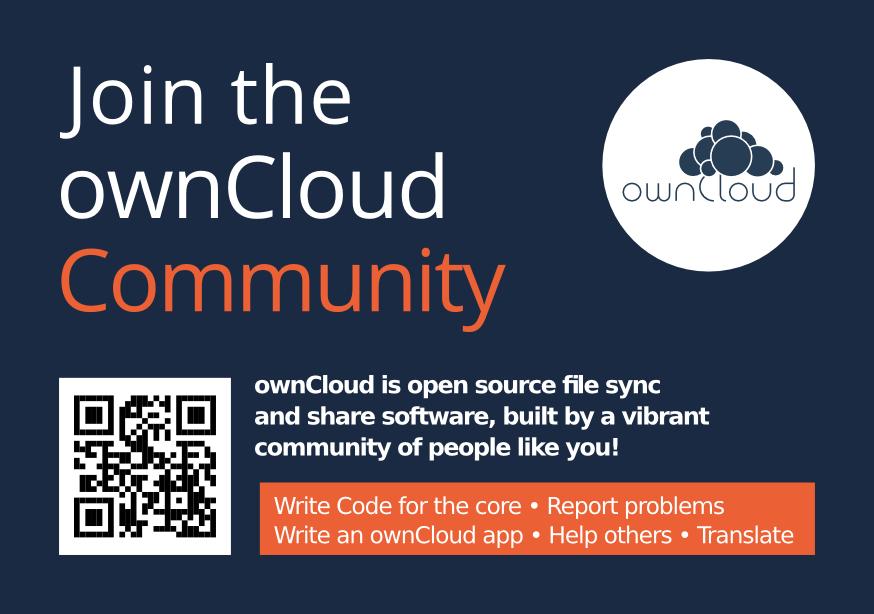 Join the
ownCloud
Community
ownCloud
ownCloud is open source file sync
and share software, built by a vibrant
community of people like you!
Write Code for the core • Report problems
Write an ownCloud app • Help others • Translate